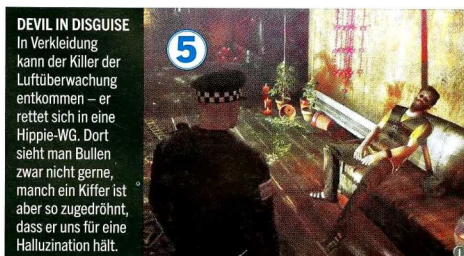 DEVIL IN DISGUISE
In Verkleidung
kann der Killer der
Luftüberwachung
entkommen – er
rettet sich in eine
Hippie-WG. Dort
sieht man Bullen
zwar nicht gerne,
manch ein Kiffer ist
aber so zugedröhnt,
dass er uns für eine
Halluzination hält.
5